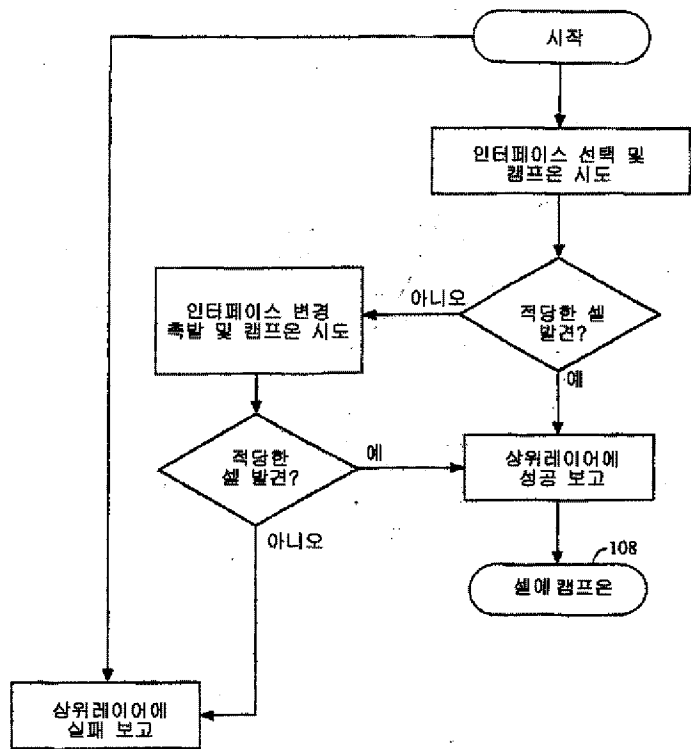 시작
인터페이스 선택 및
캠프온 시도
아니오
적당한 셀
발견?
예
인터페이스 변경
촉발 및 캠프온 시도
적당한
셀 발견?
예
아니오
상위레이어에
성공 보고
108
셀에 캠프온
상위레이어에
실패 보고